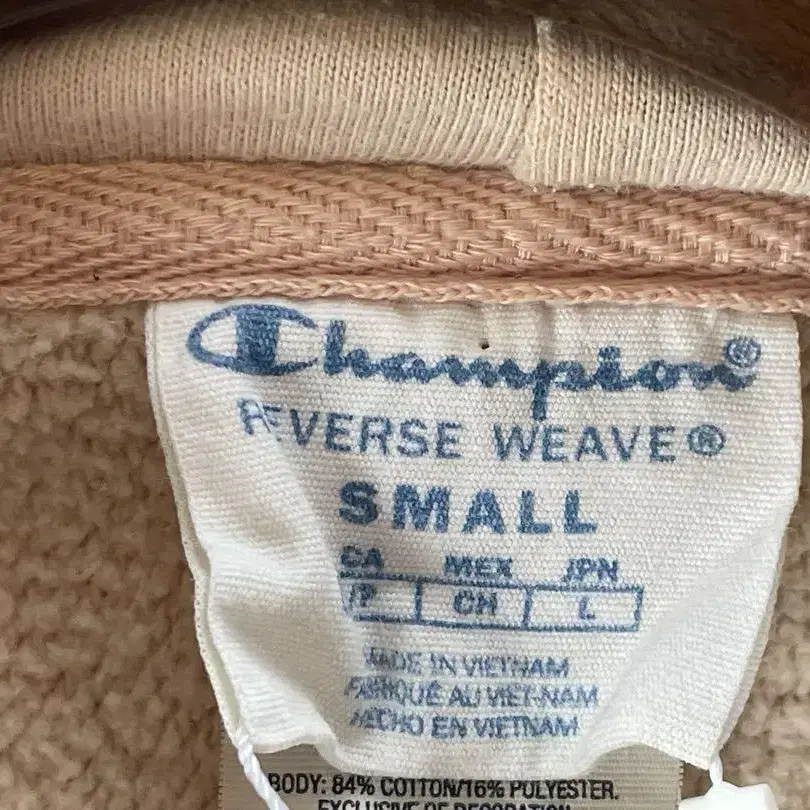 Champion®
REVERSE WEAVE®
SMALL
CA MEX JPN
/P CH L
MADE IN VIETNAM
FABRIQUÉ AU VIET-NAM
HECHO EN VIETNAM
BODY: 84% COTTON/16% PULYESTER.
EXCLUSIVE OF DECORATION